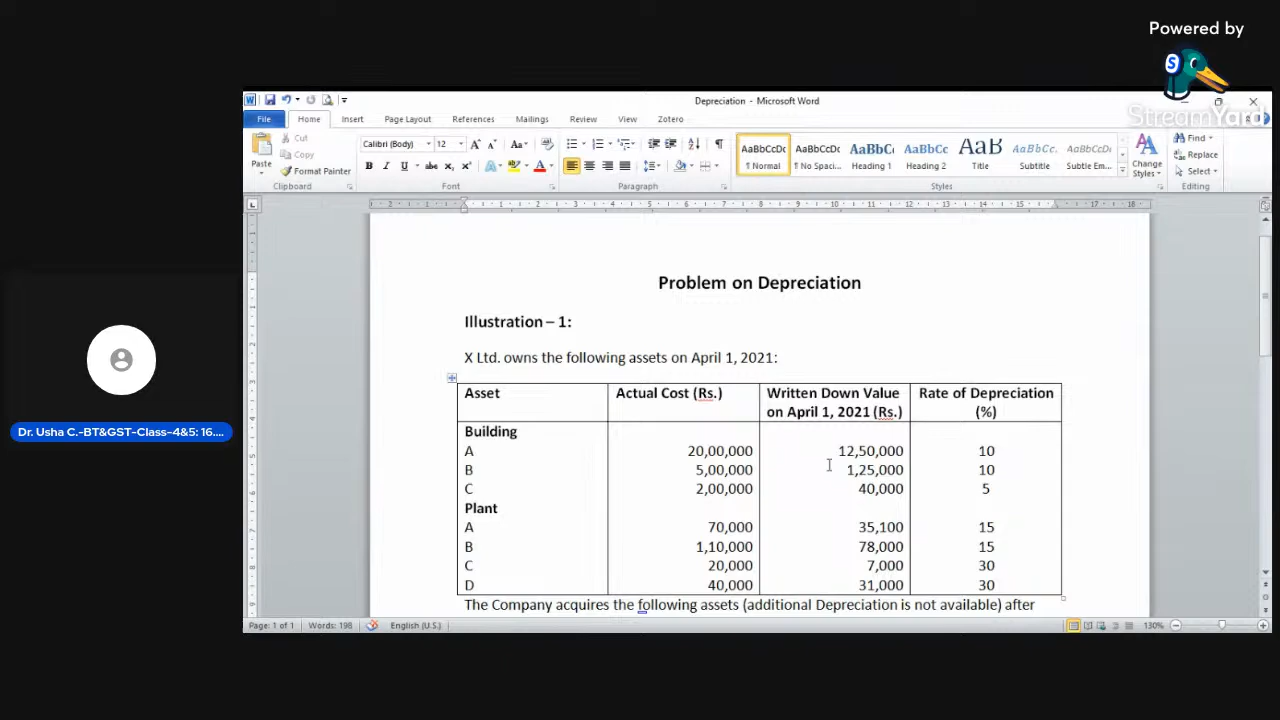 Powered by
S
StreamYard
Depreciation - Microsoft Word
File Home Insert Page Layout References Mailings Review View Zotero
Paste
Cut
Copy
Format Painter
Clipboard
Calibri (Body) 12
Font
Paragraph
AaBbCcDc AaBbCcDc AaBbCc AaBbCc AaB AaBbCc. AaBbCcDc
¶ Normal ¶ No Spaci... Heading 1 Heading 2 Title Subtitle Subtle Em...
Change
Styles
Styles
Find
Replace
Select
Editing
Problem on Depreciation
Illustration – 1:
X Ltd. owns the following assets on April 1, 2021:
Asset Actual Cost (Rs.) Written Down Value on April 1, 2021 (Rs.) Rate of Depreciation (%)
Building
A 20,00,000 12,50,000 10
B 5,00,000 1,25,000 10
C 2,00,000 40,000 5
Plant
A 70,000 35,100 15
B 1,10,000 78,000 15
C 20,000 7,000 30
D 40,000 31,000 30
The Company acquires the following assets (additional Depreciation is not available) after
Page: 1 of 1 Words: 198 English (U.S.) 130%
Dr. Usha C.-BT&GST-Class-4&5: 16....